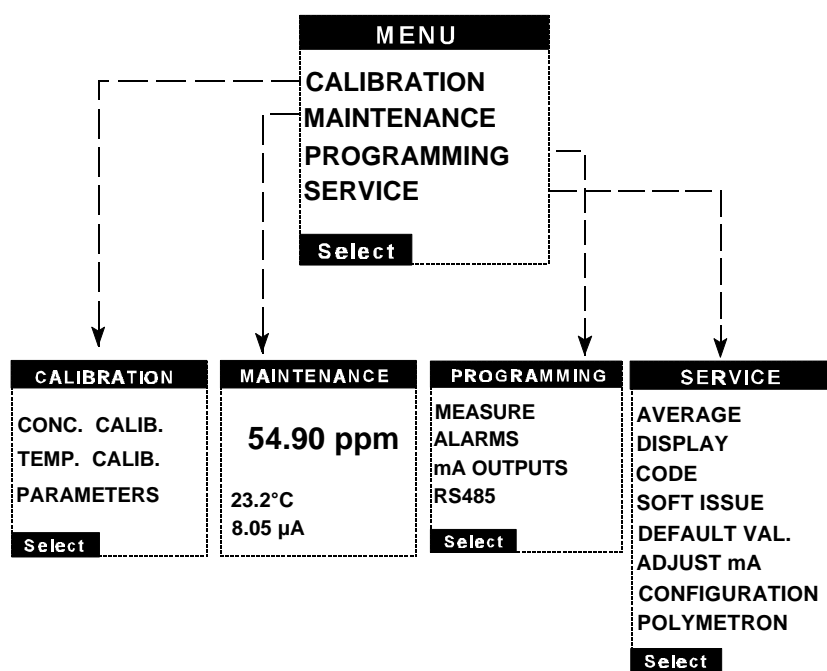 MENU
CALIBRATION
MAINTENANCE
PROGRAMMING
SERVICE
Select
CALIBRATION
CONC. CALIB.
TEMP. CALIB.
PARAMETERS
Select
MAINTENANCE
54.90 ppm
23.2°C
8.05 µA
PROGRAMMING
MEASURE
ALARMS
mA OUTPUTS
RS485
Select
SERVICE
AVERAGE
DISPLAY
CODE
SOFT ISSUE
DEFAULT VAL.
ADJUST mA
CONFIGURATION
POLYMETRON
Select